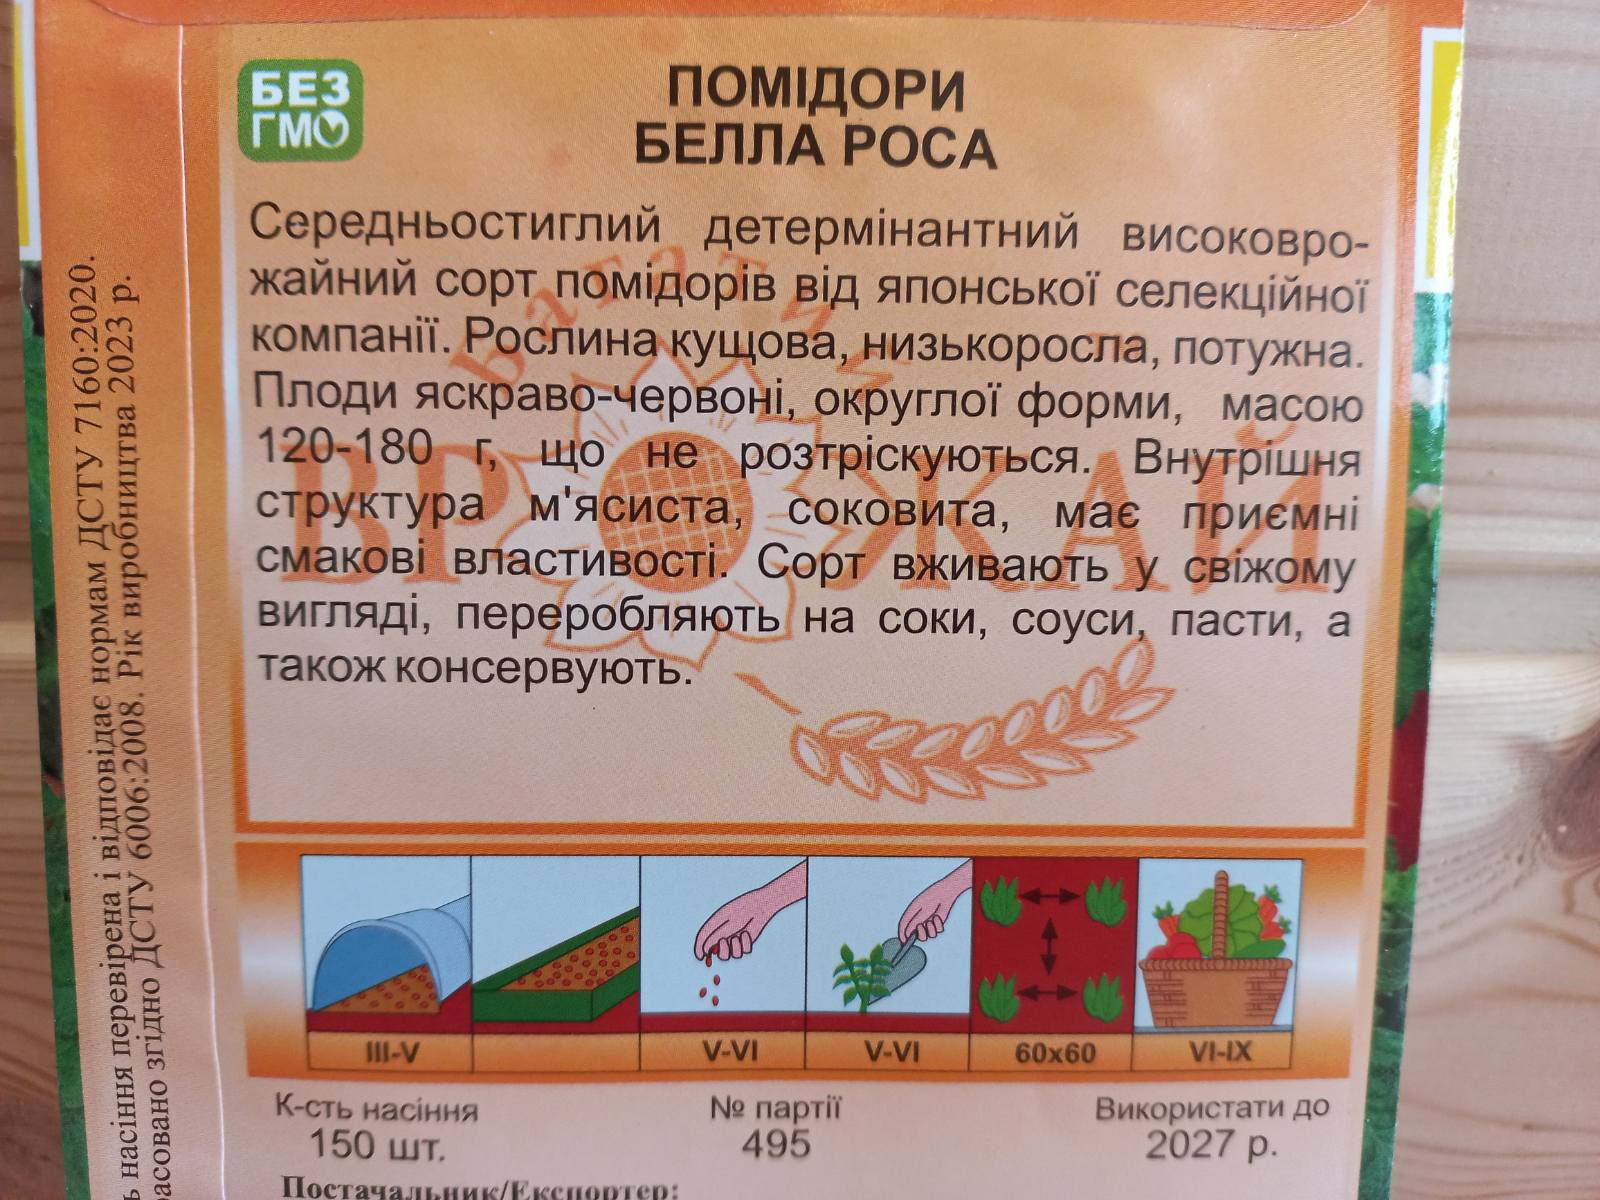 БЕЗ
ГМО
ПОМІДОРИ
БЕЛЛА РОСА
Середньостиглий детермінантний високовро-
жайний сорт помідорів від японської селекційної
компанії. Рослина кущова, низькоросла, потужна.
Плоди яскраво-червоні, округлої форми, масою
120-180 г, що не розтріскуються. Внутрішня
структура м'ясиста, соковита, має приємні
смакові властивості. Сорт вживають у свіжому
вигляді, переробляють на соки, соуси, пасти, а
також консервують.
Багатий
ВРОЖАЙ
III-V
V-VI
V-VI
60x60
VI-IX
К-сть насіння
150 шт.
№ партії
495
Використати до
2027 р.
Постачальник/Експортер:
насіння перевірена і відповідає нормам ДСТУ 7160:2020.
згідно ДСТУ 6006:2008. Рік виробництва 2023 р.